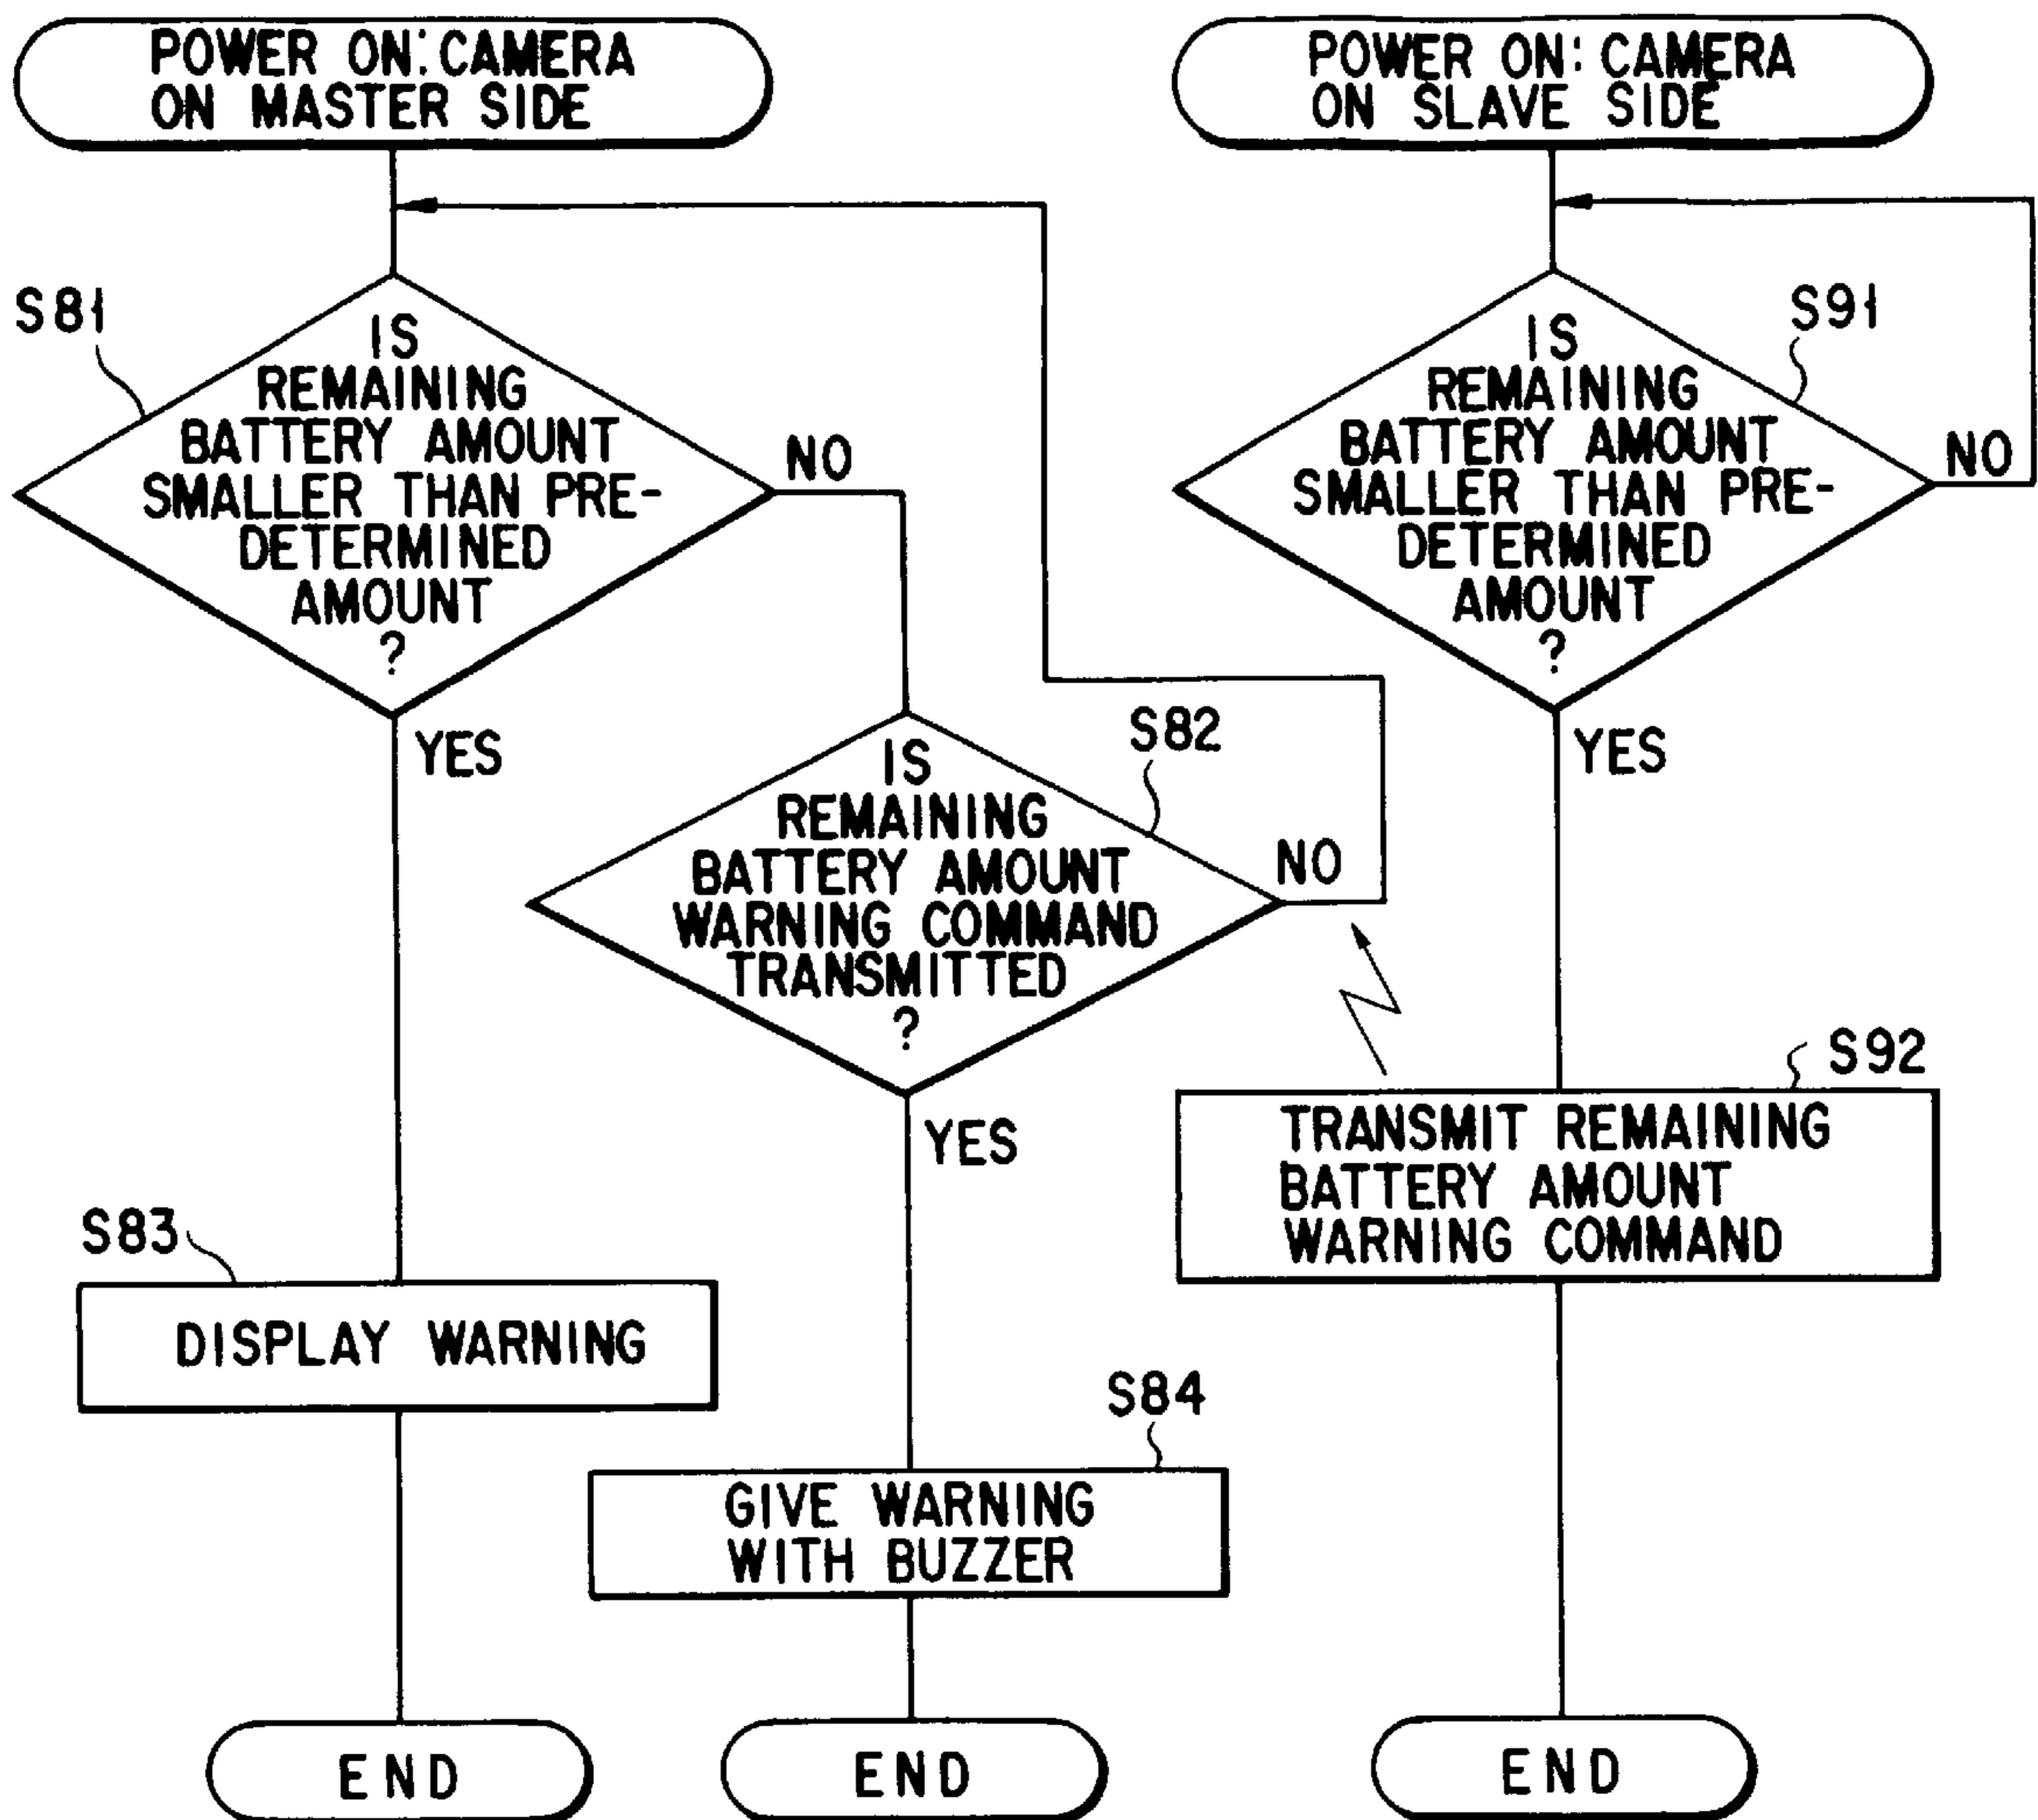 POWER ON: CAMERA
ON MASTER SIDE
POWER ON: CAMERA
ON SLAVE SIDE
S81
IS
REMAINING
BATTERY AMOUNT
SMALLER THAN PRE-
DETERMINED
AMOUNT
?
NO
YES
S91
IS
REMAINING
BATTERY AMOUNT
SMALLER THAN PRE-
DETERMINED
AMOUNT
?
NO
YES
S82
IS
REMAINING
BATTERY AMOUNT
WARNING COMMAND
TRANSMITTED
?
NO
YES
S92
TRANSMIT REMAINING
BATTERY AMOUNT
WARNING COMMAND
S83
DISPLAY WARNING
S84
GIVE WARNING
WITH BUZZER
END
END
END